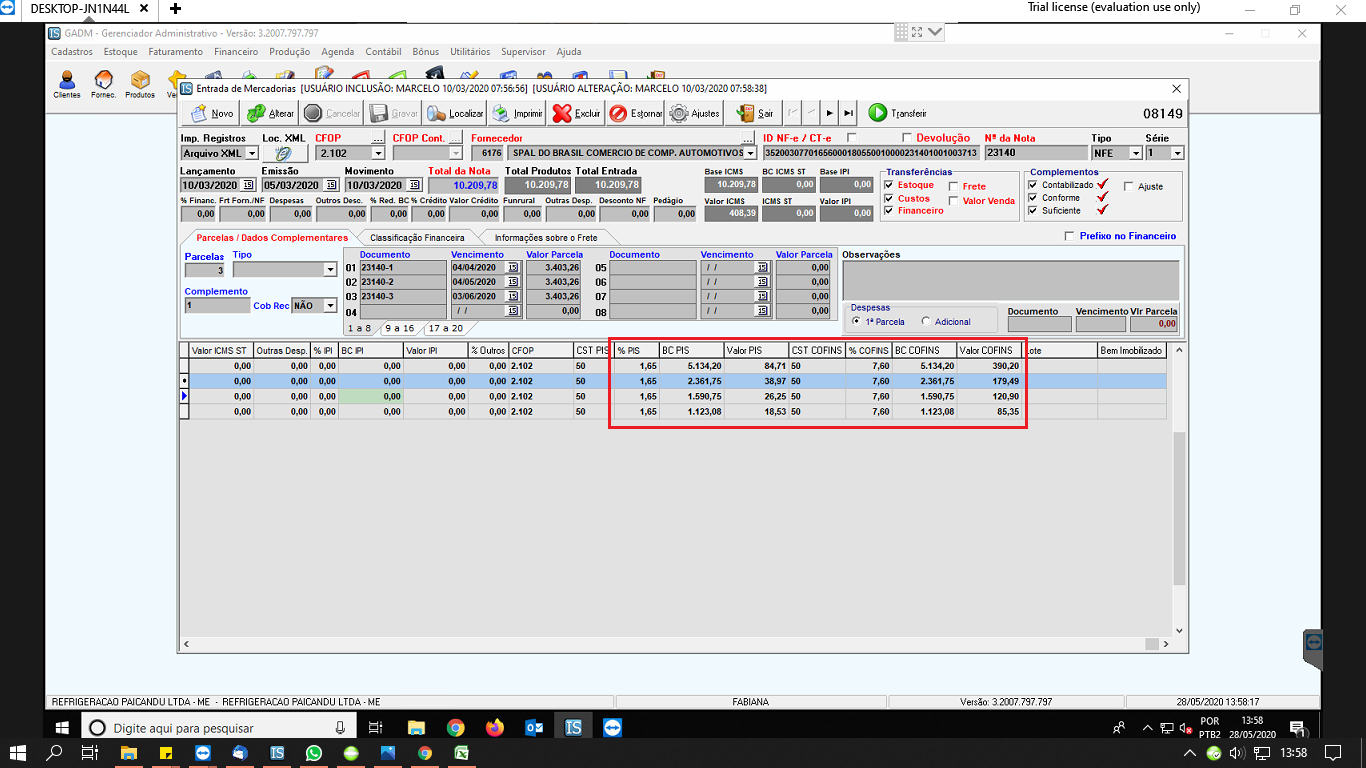 DESKTOP-JN1N44L
Trial license (evaluation use only)
GADM - Gerenciador Administrativo - Versão: 3.2007.797.797
Cadastros Estoque Faturamento Financeiro Produção Agenda Contábil Bônus Utilitários Supervisor Ajuda
Clientes Fornec. Produtos
Entrada de Mercadorias [USUÁRIO INCLUSÃO: MARCELO 10/03/2020 07:56:56] [USUÁRIO ALTERAÇÃO: MARCELO 10/03/2020 07:58:38]
Novo Alterar Cancelar Gravar Localizar Imprimir Excluir Estornar Ajustes Sair Transferir 08149
Imp. Registros Loc. XML CFOP ... CFOP Cont. ... Fornecedor ... ID NF-e / CT-e Devolução Nº da Nota Tipo Série
Arquivo XML 2.102 6176 SPAL DO BRASIL COMERCIO DE COMP. AUTOMOTIVOS 35200307701656000180550010000231401001003713 23140 NFE 1
Lançamento Emissão Movimento Total da Nota Total Produtos Total Entrada Base ICMS BC ICMS ST Base IPI Transferências Complementos
10/03/2020 05/03/2020 10/03/2020 10.209,78 10.209,78 10.209,78 10.209,78 0,00 0,00 Estoque Frete Contabilizado Ajuste
% Financ. Frt Forn./NF Despesas Outros Desc. % Red. BC % Crédito Valor Crédito Funrural Outras Desp. Desconto NF Pedágio Valor ICMS ICMS ST Valor IPI Custos Valor Venda Conforme
0,00 0,00 0,00 0,00 0,00 0,00 0,00 0,00 0,00 0,00 0,00 408,39 0,00 0,00 Financeiro Suficiente
Parcelas / Dados Complementares Classificação Financeira Informações sobre o Frete Prefixo no Financeiro
Parcelas Tipo Documento Vencimento Valor Parcela Documento Vencimento Valor Parcela Observações
3 01 23140-1 04/04/2020 3.403,26 05 / / 0,00
02 23140-2 04/05/2020 3.403,26 06 / / 0,00
Complemento 03 23140-3 03/06/2020 3.403,26 07 / / 0,00
1 Cob Rec NÃO 04 / / 0,00 08 / / 0,00
Despesas Documento Vencimento Vlr Parcela
1ª Parcela Adicional 0,00
1 a 8 9 a 16 17 a 20
Valor ICMS ST Outras Desp. % IPI BC IPI Valor IPI % Outros CFOP CST PIS % PIS BC PIS Valor PIS CST COFINS % COFINS BC COFINS Valor COFINS Lote Bem Imobilizado
0,00 0,00 0,00 0,00 0,00 0,00 2.102 50 1,65 5.134,20 84,71 50 7,60 5.134,20 390,20
0,00 0,00 0,00 0,00 0,00 0,00 2.102 50 1,65 2.361,75 38,97 50 7,60 2.361,75 179,49
0,00 0,00 0,00 0,00 0,00 0,00 2.102 50 1,65 1.590,75 26,25 50 7,60 1.590,75 120,90
0,00 0,00 0,00 0,00 0,00 0,00 2.102 50 1,65 1.123,08 18,53 50 7,60 1.123,08 85,35
REFRIGERACAO PAICANDU LTDA - ME - REFRIGERACAO PAICANDU LTDA - ME FABIANA Versão: 3.2007.797.797 28/05/2020 13:58:17
Digite aqui para pesquisar IS POR 13:58
PTB2 28/05/2020
13:58